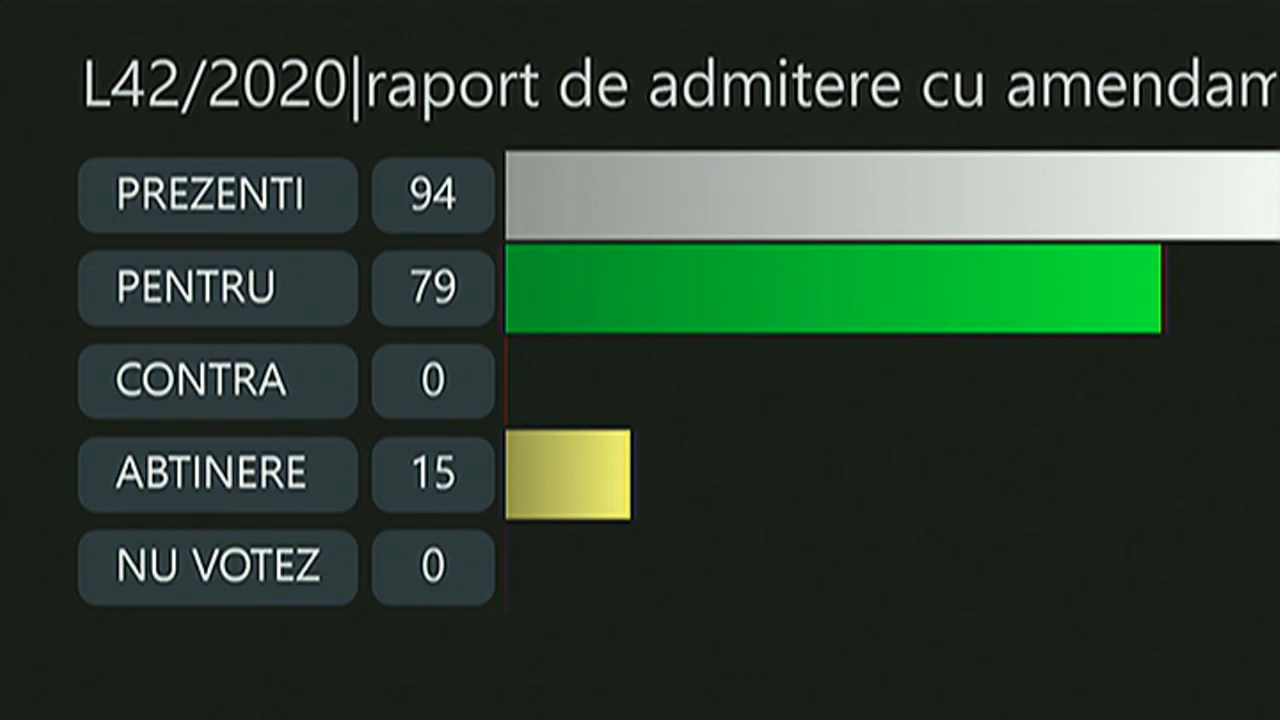 L42/2020|raport de admitere cu amendam
PREZENTI 94
PENTRU 79
CONTRA 0
ABTINERE 15
NU VOTEZ 0